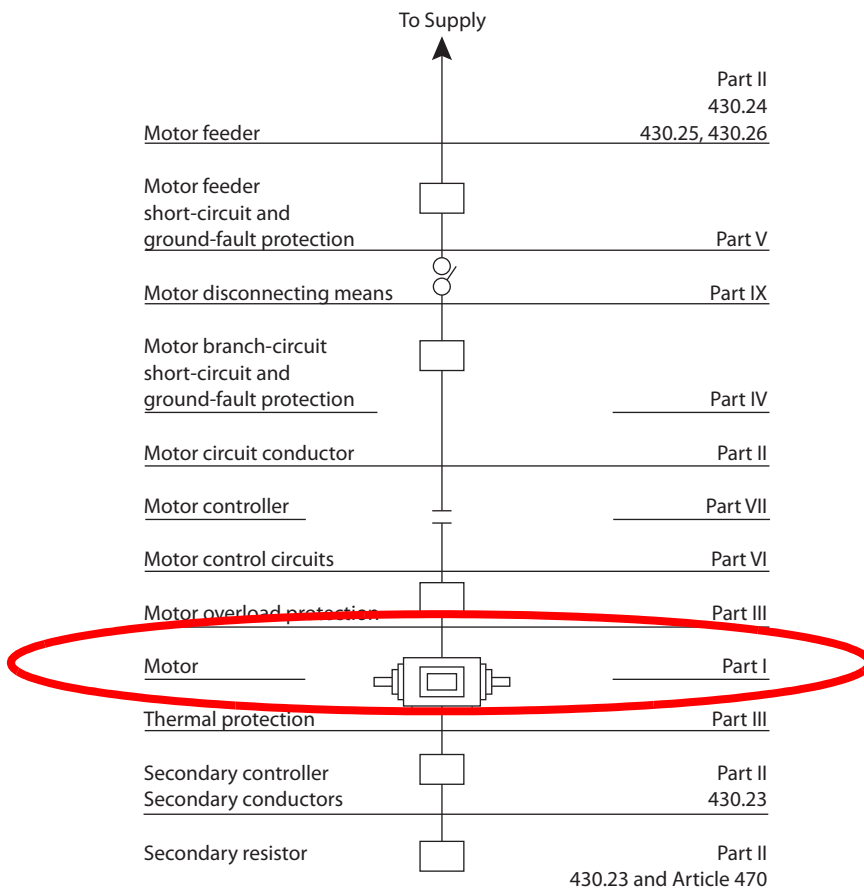 To Supply
Part II
430.24
Motor feeder 430.25, 430.26
Motor feeder
short-circuit and
ground-fault protection Part V
Motor disconnecting means Part IX
Motor branch-circuit
short-circuit and
ground-fault protection Part IV
Motor circuit conductor Part II
Motor controller Part VII
Motor control circuits Part VI
Motor overload protection Part III
Motor Part I
Thermal protection Part III
Secondary controller Part II
Secondary conductors 430.23
Secondary resistor Part II
430.23 and Article 470